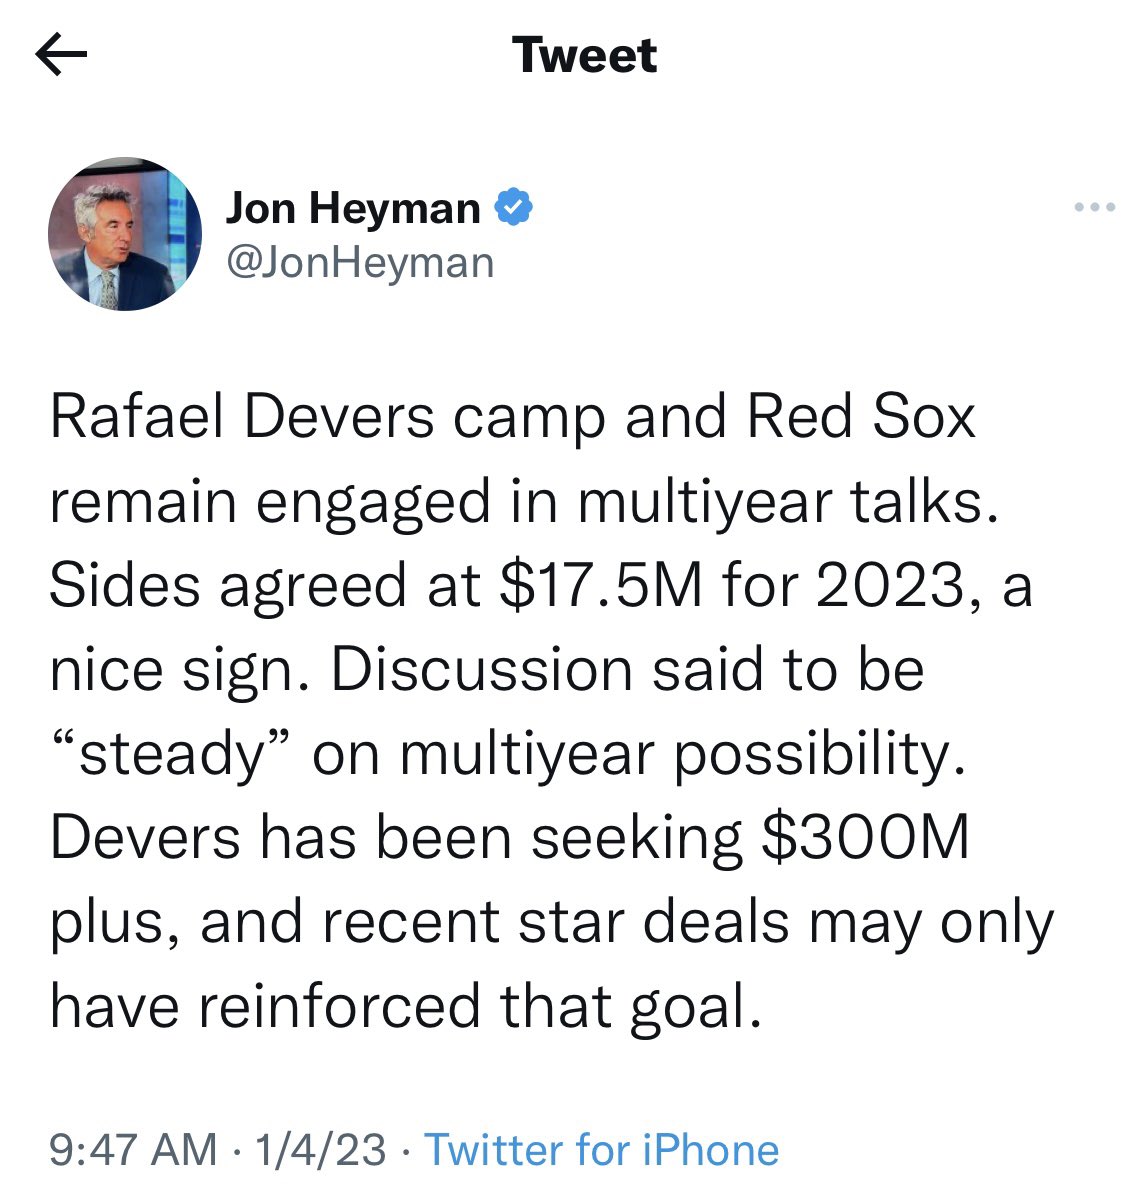 Tweet
Jon Heyman
@JonHeyman
Rafael Devers camp and Red Sox
remain engaged in multiyear talks.
Sides agreed at $17.5M for 2023, a
nice sign. Discussion said to be
“steady” on multiyear possibility.
Devers has been seeking $300M
plus, and recent star deals may only
have reinforced that goal.
9:47 AM · 1/4/23 · Twitter for iPhone